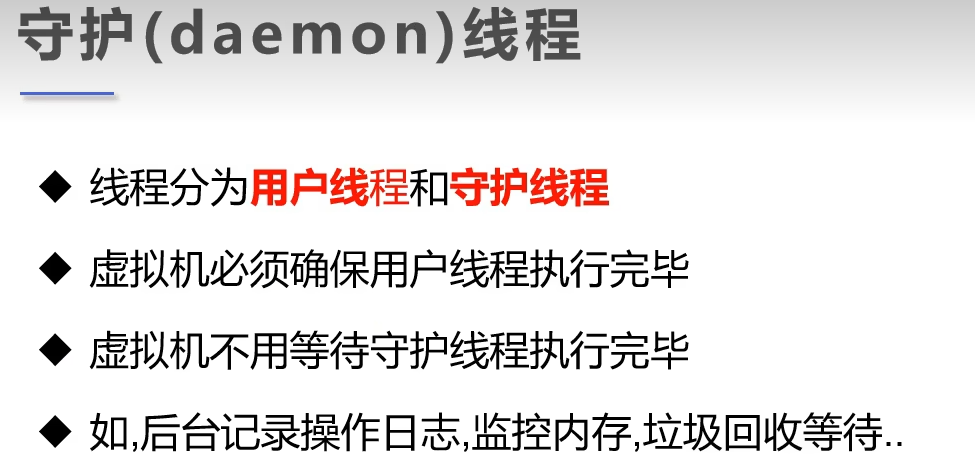 守护(daemon)线程
◆ 线程分为用户线程和守护线程
◆ 虚拟机必须确保用户线程执行完毕
◆ 虚拟机不用等待守护线程执行完毕
◆ 如,后台记录操作日志,监控内存,垃圾回收等待..